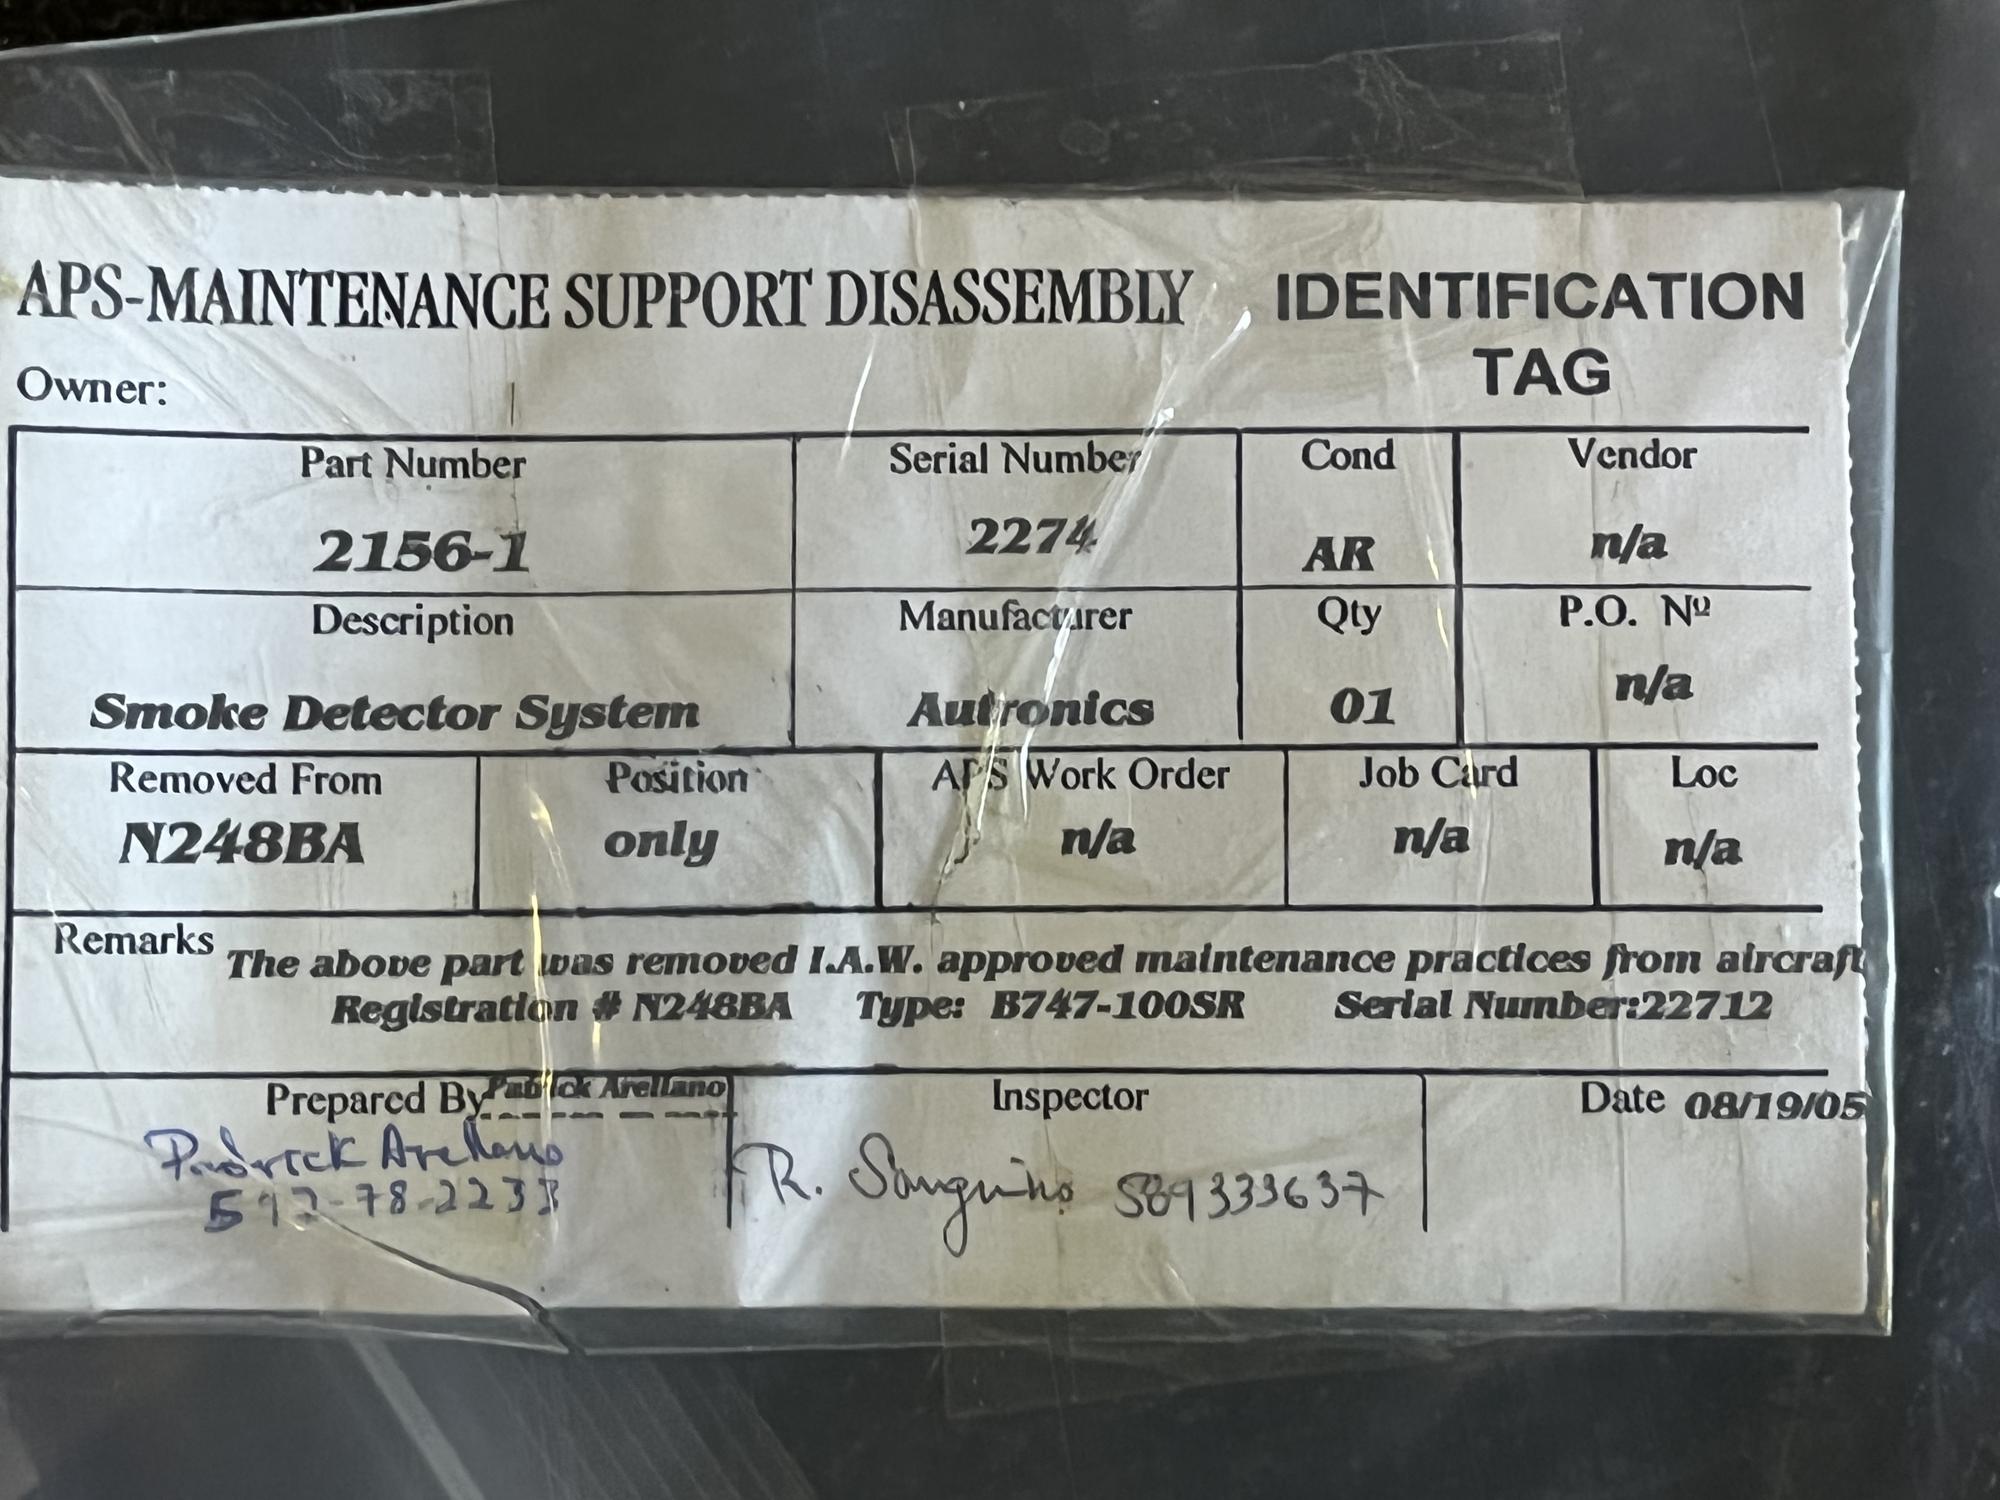 APS-MAINTENANCE SUPPORT DISASSEMBLY IDENTIFICATION
TAG
Owner:
Part Number Serial Number Cond Vendor
2156-1 2274 AR n/a
Description Manufacturer Qty P.O. Nº
Smoke Detector System Autronics 01 n/a
Removed From Position APS Work Order Job Card Loc
N248BA only n/a n/a n/a
Remarks The above part was removed I.A.W. approved maintenance practices from aircraft
Registration # N248BA Type: B747-100SR Serial Number:22712
Prepared By Patrick Arellano Inspector Date 08/19/05
Patrick Arellano R. Sanguino 589333637